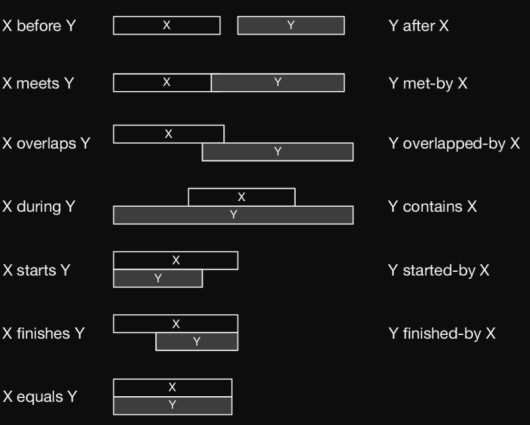 X before Y X Y Y after X
X meets Y X Y Y met-by X
X overlaps Y X Y Y overlapped-by X
X during Y X Y Y contains X
X starts Y X Y Y started-by X
X finishes Y X Y Y finished-by X
X equals Y X Y